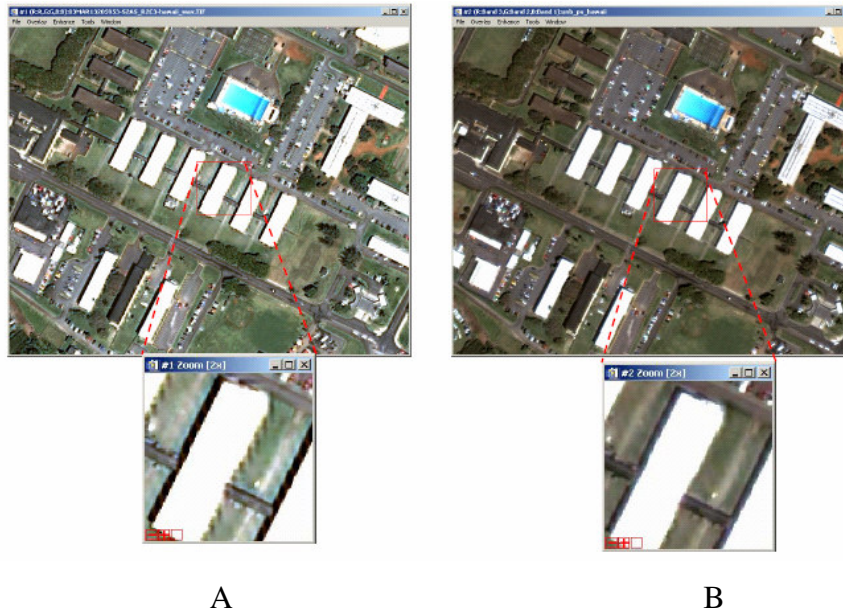 File Overlay Enhance Tools Window
File Overlay Enhance Tools Window
#1 Zoom [2x]
#2 Zoom [2x]
A
B